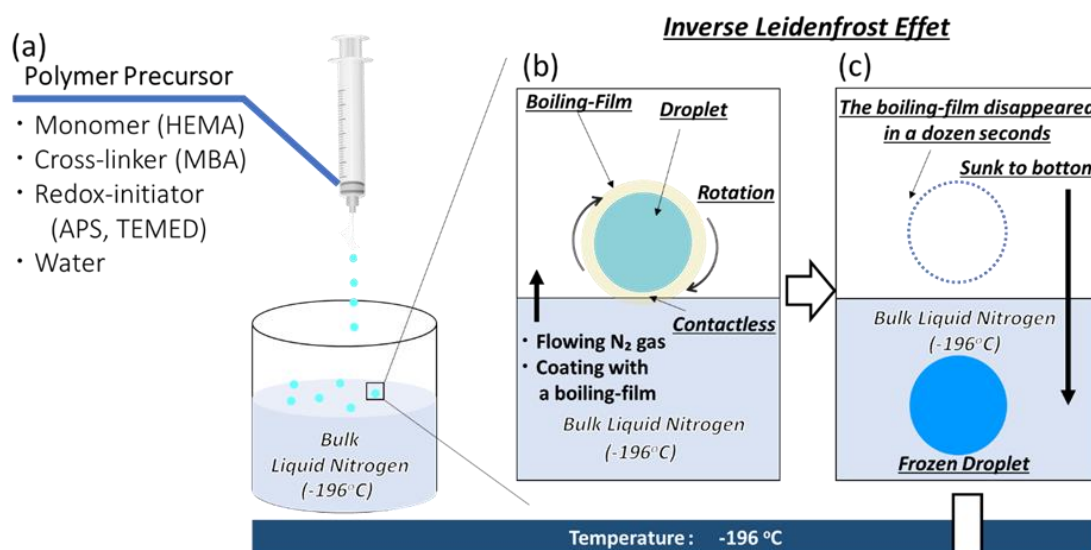 Inverse Leidenfrost Effet
(a)
Polymer Precursor
・Monomer (HEMA)
・Cross-linker (MBA)
・Redox-initiator
(APS, TEMED)
・Water
Bulk
Liquid Nitrogen
(-196°C)
(b)
Boiling-Film
Droplet
Rotation
Contactless
・Flowing N₂ gas
・Coating with
a boiling-film
Bulk Liquid Nitrogen
(-196°C)
(c)
The boiling-film disappeared
in a dozen seconds
Sunk to bottom
Bulk Liquid Nitrogen
(-196°C)
Frozen Droplet
Temperature : -196 °C